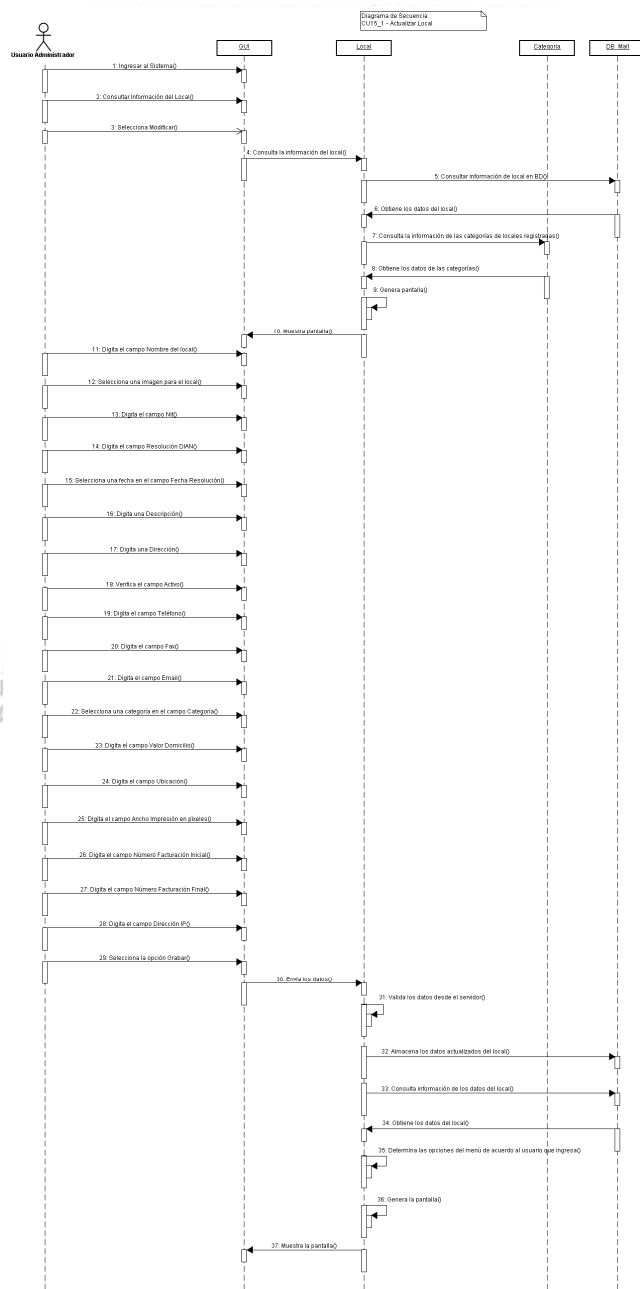 Diagrama de Secuencia
CU15_1 - Actualizar Local
Usuario Administrador
GUI
Local
Categoria
DB_Mall
1: Ingresar al Sistema()
2: Consultar Información del Local()
3: Selecciona Modificar()
4: Consulta la información del local()
5: Consultar información de local en BD()
6: Obtiene los datos del local()
7: Consulta la información de las categorías de locales registradas()
8: Obtiene los datos de las categorías()
9: Genera pantalla()
10: Muestra pantalla()
11: Digita el campo Nombre del local()
12: Selecciona una imagen para el local()
13: Digita el campo Nit()
14: Digita el campo Resolución DIAN()
15: Selecciona una fecha en el campo Fecha Resolución()
16: Digita una Descripción()
17: Digita una Dirección()
18: Verifica el campo Activo()
19: Digita el campo Teléfono()
20: Digita el campo Fax()
21: Digita el campo Email()
22: Selecciona una categoría en el campo Categoría()
23: Digita el campo Valor Domicilio()
24: Digita el campo Ubicación()
25: Digita el campo Ancho Impresión en pixeles()
26: Digita el campo Número Facturación Inicial()
27: Digita el campo Número Facturación Final()
28: Digita el campo Dirección IP()
29: Selecciona la opción Grabar()
30: Envía los datos()
31: Valida los datos desde el servidor()
32: Almacena los datos actualizados del local()
33: Consulta información de los datos del local()
34: Obtiene los datos del local()
35: Determina las opciones del menú de acuerdo al usuario que ingresa()
36: Genera la pantalla()
37: Muestra la pantalla()